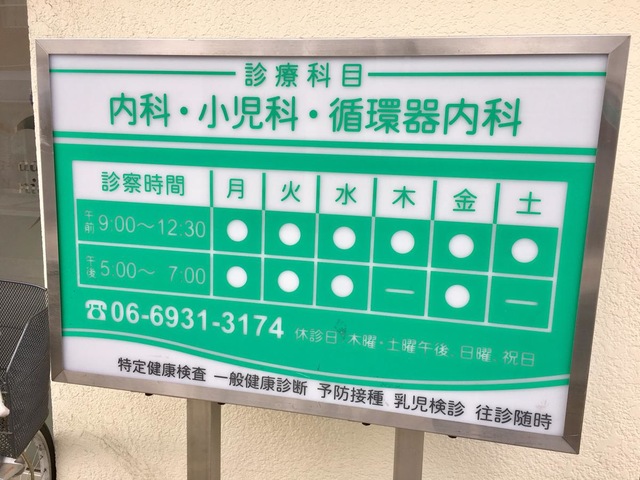 診療科目
内科・小児科・循環器内科
診察時間 月 火 水 木 金 土
午前 9:00〜12:30 ● ● ● ● ● ●
午後 5:00〜 7:00 ● ● ● — ● —
☎06-6931-3174 休診日 木曜・土曜午後、日曜、祝日
特定健康検査 一般健康診断 予防接種、乳児検診 往診随時